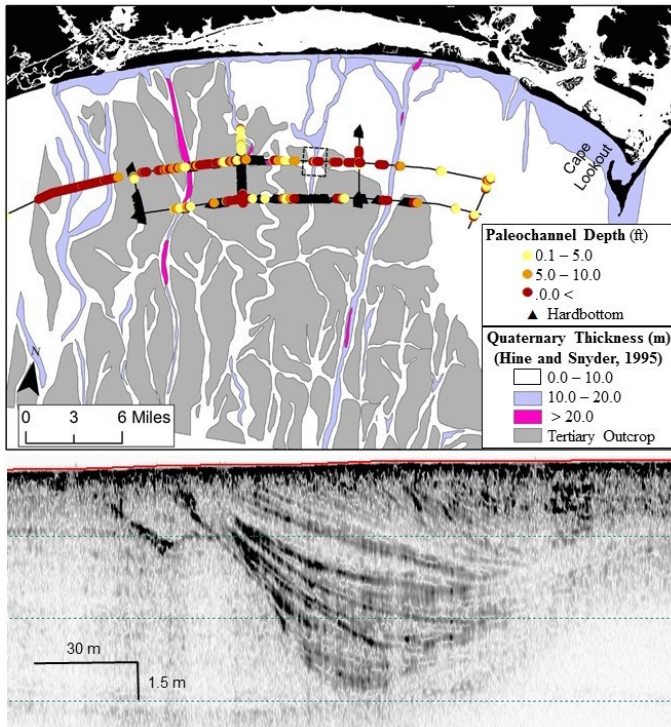 Cape
Lookout
Paleochannel Depth (ft)
0.1 – 5.0
5.0 – 10.0
.0.0 <
Hardbottom
Quaternary Thickness (m)
(Hine and Snyder, 1995)
0.0 – 10.0
10.0 – 20.0
> 20.0
Tertiary Outcrop
N
0 3 6 Miles
30 m
1.5 m